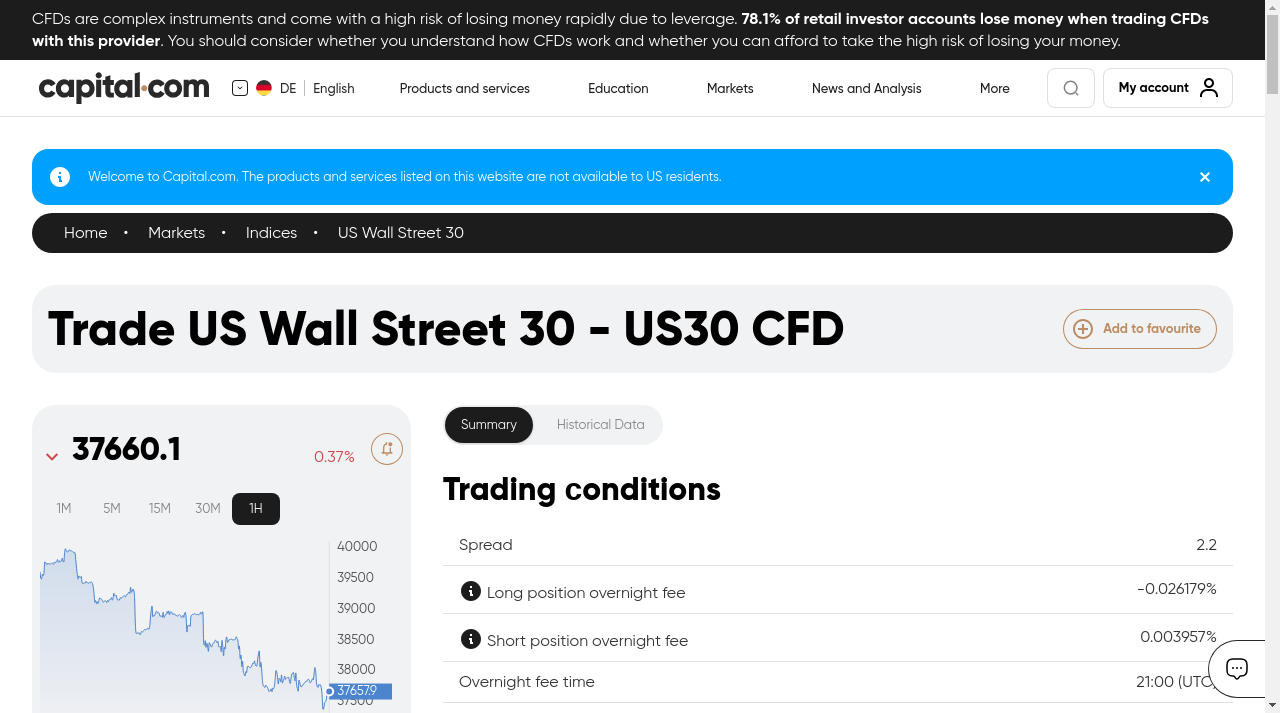 CFDs are complex instruments and come with a high risk of losing money rapidly due to leverage. 78.1% of retail investor accounts lose money when trading CFDs
with this provider. You should consider whether you understand how CFDs work and whether you can afford to take the high risk of losing your money.
capital.com DE English Products and services Education Markets News and Analysis More My account
Welcome to Capital.com. The products and services listed on this website are not available to US residents.
Home • Markets • Indices • US Wall Street 30
Trade US Wall Street 30 - US30 CFD
Add to favourite
37660.1
0.37%
1M 5M 15M 30M 1H
40000
39500
39000
38500
38000
37657.9
37500
Summary Historical Data
Trading conditions
Spread 2.2
Long position overnight fee -0.026179%
Short position overnight fee 0.003957%
Overnight fee time 21:00 (UTC)